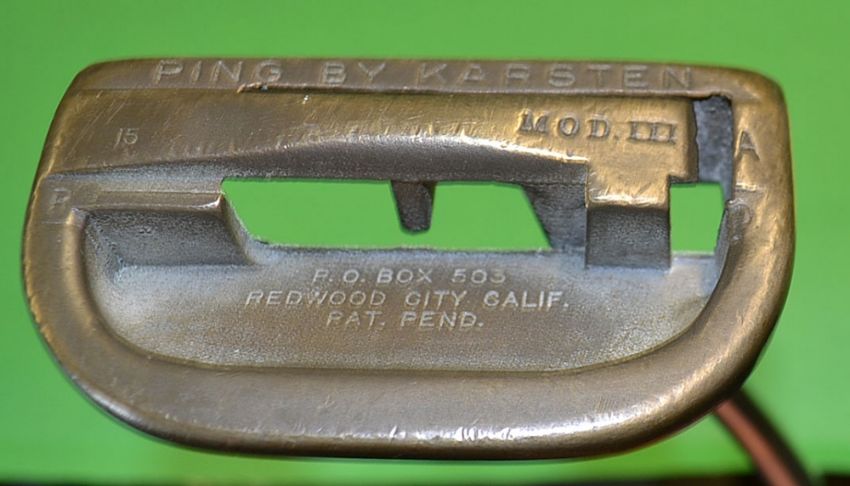 PING BY KARSTEN
MOD. III
15
A
P
P.O. BOX 503
REDWOOD CITY CALIF.
PAT. PEND.